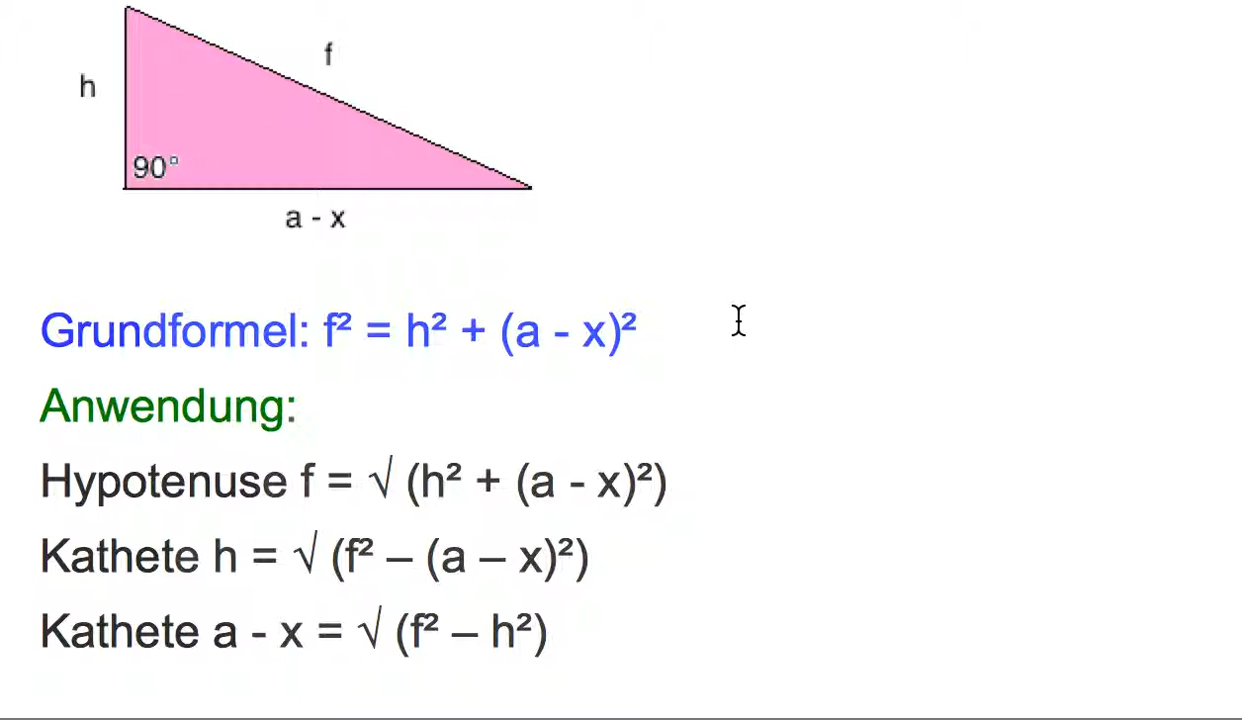 f
h
90°
a - x
Grundformel: f² = h² + (a - x)²
Anwendung:
Hypotenuse f = √ (h² + (a - x)²)
Kathete h = √ (f² – (a – x)²)
Kathete a - x = √ (f² – h²)